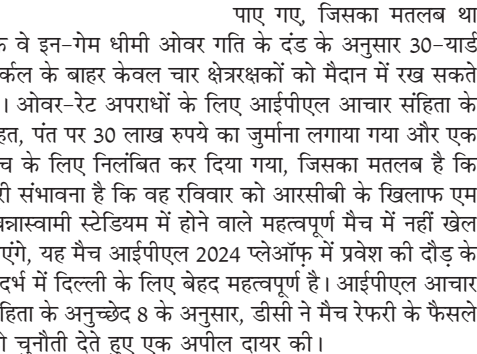 पाए गए, जिसका मतलब था
वे इन-गेम धीमी ओवर गति के दंड के अनुसार 30-यार्ड
के बाहर केवल चार क्षेत्ररक्षकों को मैदान में रख सकते
। ओवर-रेट अपराधों के लिए आईपीएल आचार संहिता के
पंत पर 30 लाख रुपये का जुर्माना लगाया गया और एक
के लिए निलंबित कर दिया गया, जिसका मतलब है कि
संभावना है कि वह रविवार को आरसीबी के खिलाफ एम
स्टेडियम में होने वाले महत्वपूर्ण मैच में नहीं खेल
यह मैच आईपीएल 2024 प्लेऑफ़ में प्रवेश की दौड़ के
में दिल्ली के लिए बेहद महत्वपूर्ण है। आईपीएल आचार
के अनुच्छेद 8 के अनुसार, डीसी ने मैच रेफरी के फैसले
चुनौती देते हुए एक अपील दायर की।